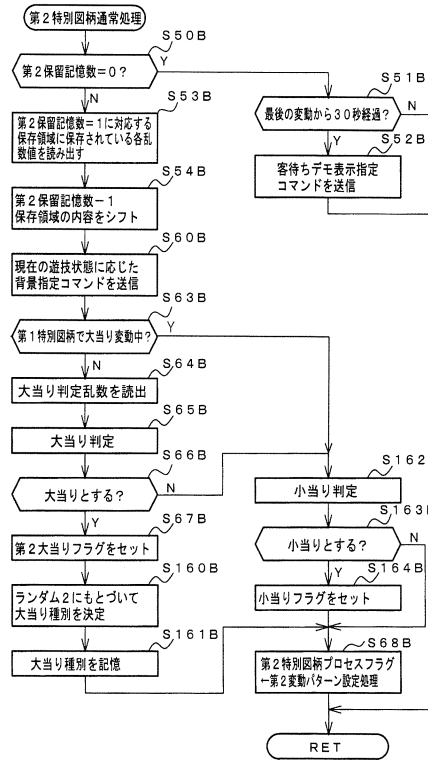 第2特別図柄通常処理
S50B
第2保留記憶数=0?
Y
N
S51B
最後の変動から30秒経過?
N
Y
S52B
客待ちデモ表示指定
コマンドを送信
S53B
第2保留記憶数=1に対応する
保存領域に保存されている各乱
数値を読み出す
S54B
第2保留記憶数-1
保存領域の内容をシフト
S60B
現在の遊技状態に応じた
背景指定コマンドを送信
S63B
第1特別図柄で大当り変動中?
Y
N
S64B
大当り判定乱数を読出
S65B
大当り判定
S66B
大当りとする?
N
Y
S67B
第2大当りフラグをセット
S160B
ランダム2にもとづいて
大当り種別を決定
S161B
大当り種別を記憶
S162
小当り判定
S163B
小当りとする?
N
Y
S164B
小当りフラグをセット
S68B
第2特別図柄プロセスフラグ
←第2変動パターン設定処理
RET